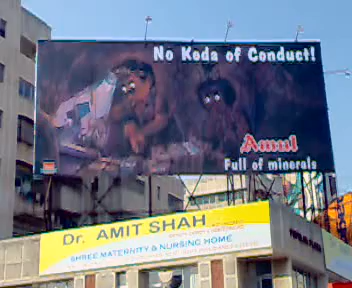 No Koda of Conduct!
Amul
Full of minerals
Dr. AMIT SHAH
SHREE MATERNITY & NURSING HOME